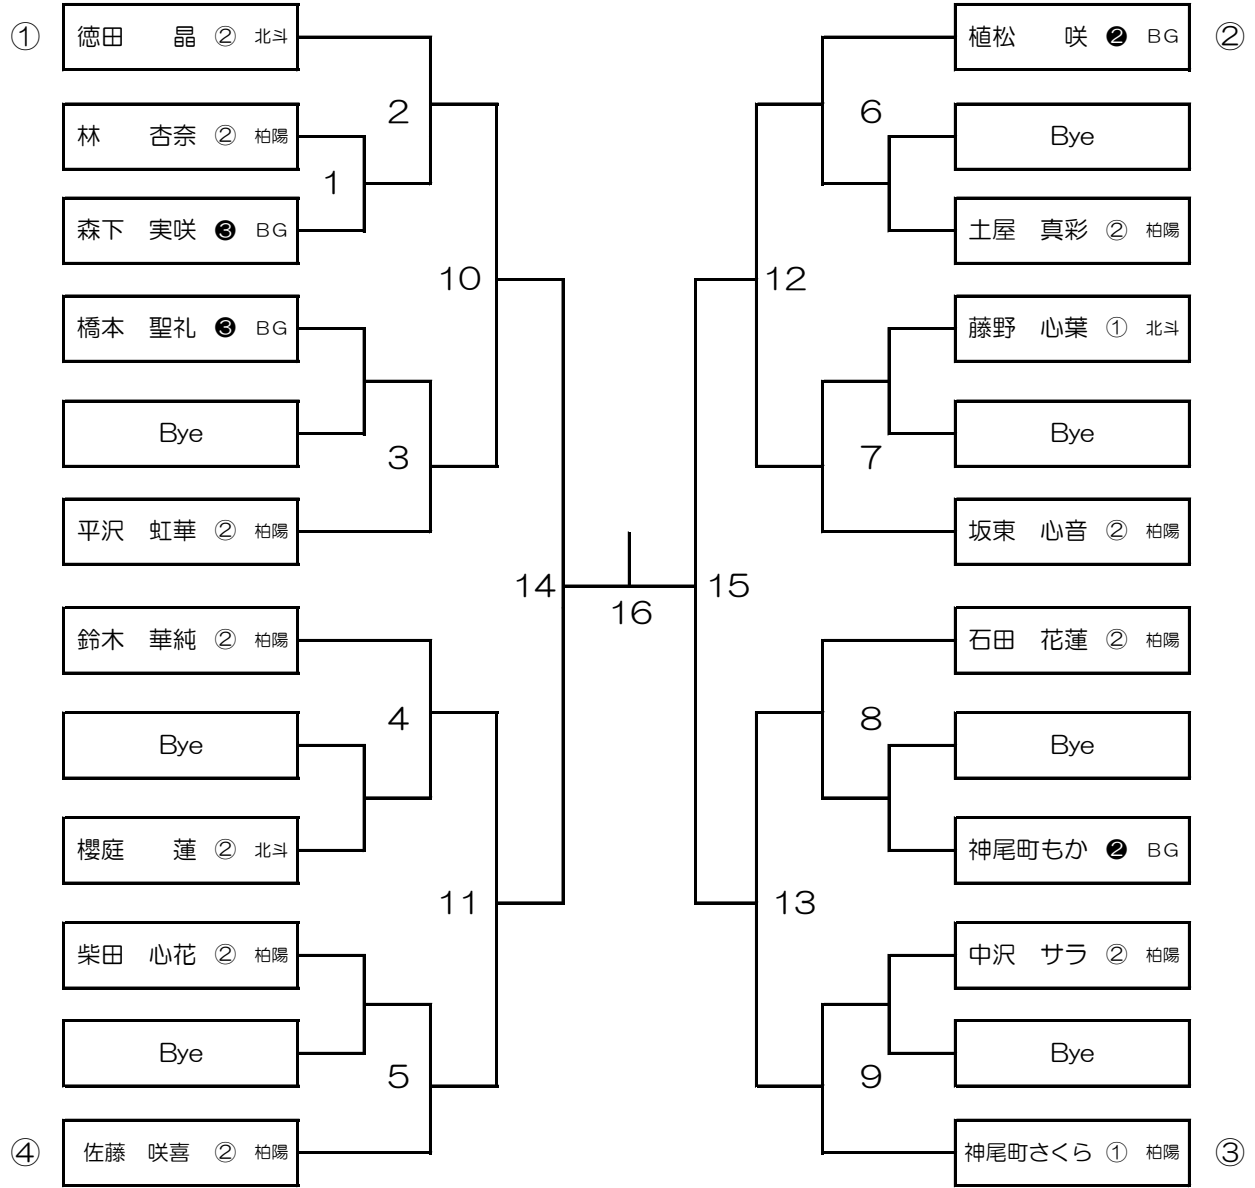 ① 徳田 晶 ② 北斗
2
林 杏奈 ② 柏陽
1
森下 実咲 ❸ BG
10
橋本 聖礼 ❸ BG
Bye
3
平沢 虹華 ② 柏陽
14
鈴木 華純 ② 柏陽
4
Bye
櫻庭 蓮 ② 北斗
11
柴田 心花 ② 柏陽
Bye
5
④ 佐藤 咲喜 ② 柏陽
16
植松 咲 ❷ BG ②
6
Bye
土屋 真彩 ② 柏陽
12
藤野 心葉 ① 北斗
Bye
7
坂東 心音 ② 柏陽
15
石田 花蓮 ② 柏陽
8
Bye
神尾町もか ❷ BG
13
中沢 サラ ② 柏陽
Bye
9
神尾町さくら ① 柏陽 ③